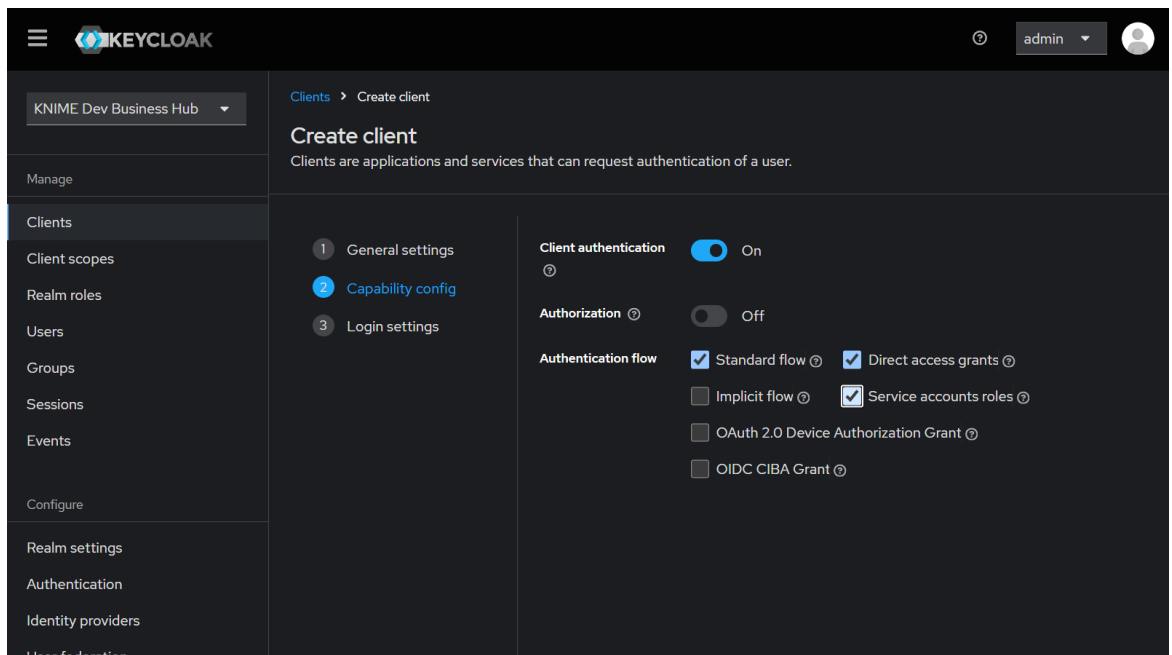 KEYCLOAK
admin
KNIME Dev Business Hub
Manage
Clients
Client scopes
Realm roles
Users
Groups
Sessions
Events
Configure
Realm settings
Authentication
Identity providers
User federation
Clients > Create client
Create client
Clients are applications and services that can request authentication of a user.
1 General settings
2 Capability config
3 Login settings
Client authentication On
Authorization Off
Authentication flow Standard flow Direct access grants
Implicit flow Service accounts roles
OAuth 2.0 Device Authorization Grant
OIDC CIBA Grant